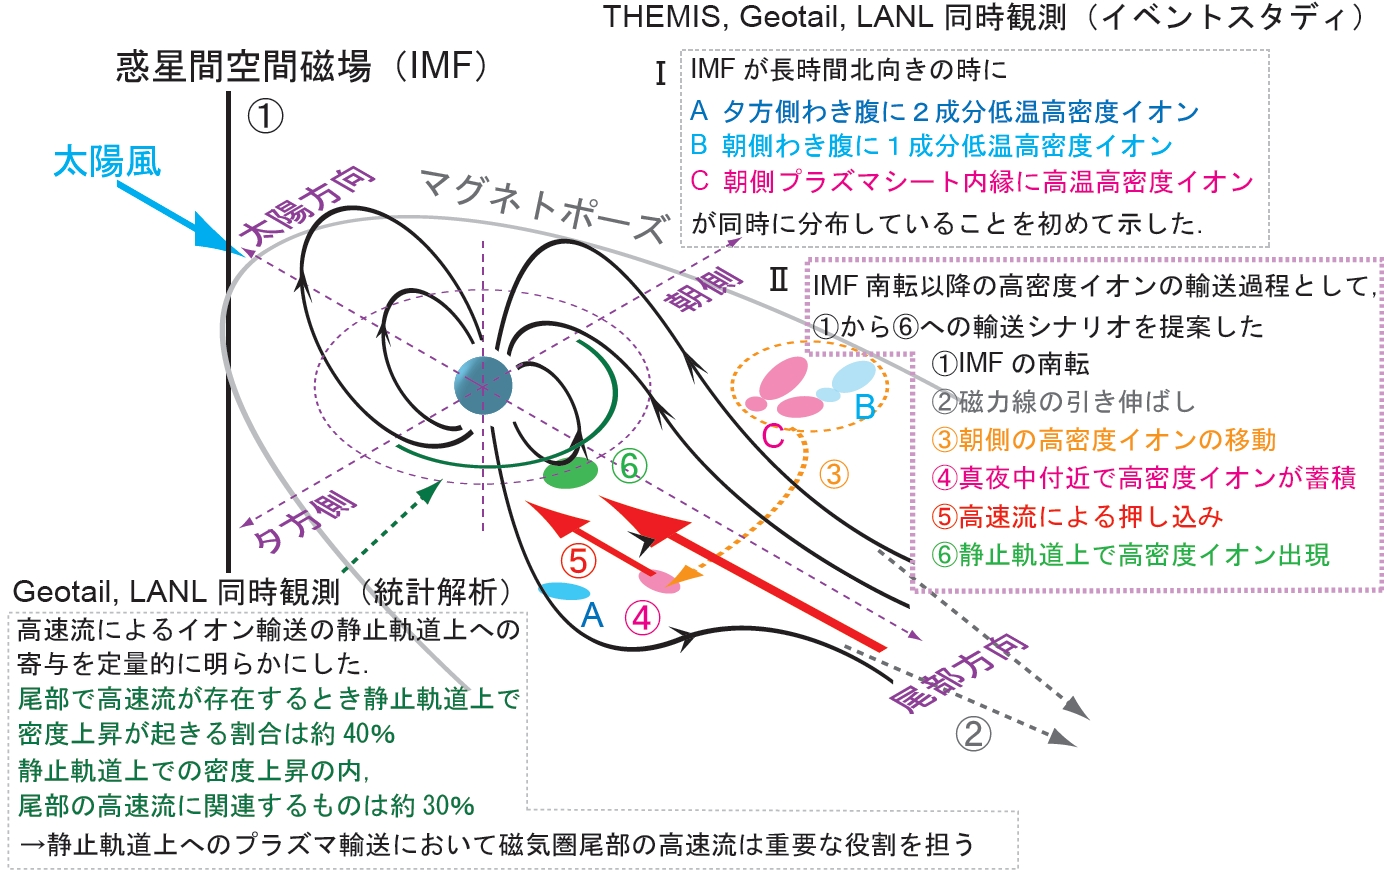 THEMIS, Geotail, LANL 同時観測（イベントスタディ）
惑星間空間磁場（IMF）
①
太陽風
太陽方向
マグネトポーズ
朝側
夕方側
尾部方向
Ⅰ
IMF が長時間北向きの時に
A 夕方側わき腹に２成分低温高密度イオン
B 朝側わき腹に１成分低温高密度イオン
C 朝側プラズマシート内縁に高温高密度イオン
が同時に分布していることを初めて示した.
Ⅱ
IMF 南転以降の高密度イオンの輸送過程として,
①から⑥への輸送シナリオを提案した
①IMF の南転
②磁力線の引き伸ばし
③朝側の高密度イオンの移動
④真夜中付近で高密度イオンが蓄積
⑤高速流による押し込み
⑥静止軌道上で高密度イオン出現
B
C
③
⑥
⑤
A
④
②
Geotail, LANL 同時観測（統計解析）
高速流によるイオン輸送の静止軌道上への
寄与を定量的に明らかにした.
尾部で高速流が存在するとき静止軌道上で
密度上昇が起きる割合は約 40%
静止軌道上での密度上昇の内,
尾部の高速流に関連するものは約 30%
→静止軌道上へのプラズマ輸送において磁気圏尾部の高速流は重要な役割を担う